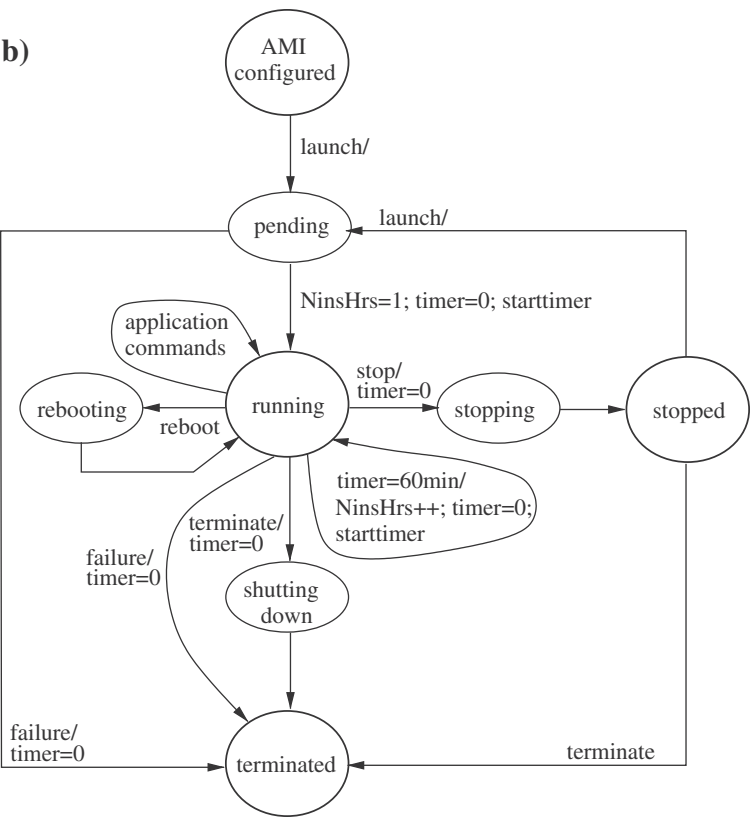 b)
AMI
configured
launch/
pending
launch/
NinsHrs=1; timer=0; starttimer
application
commands
rebooting
reboot
running
stop/
timer=0
stopping
stopped
timer=60min/
NinsHrs++; timer=0;
starttimer
terminate/
timer=0
failure/
timer=0
shutting
down
failure/
timer=0
terminated
terminate